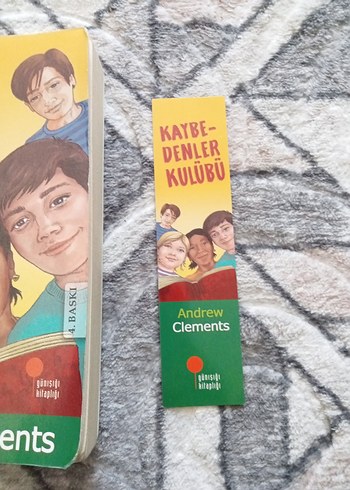 4. BASKI
günışığı
kitaplığı
ents
KAYBE-
DENLER
KULÜBÜ
Andrew
Clements
günışığı
kitaplığı